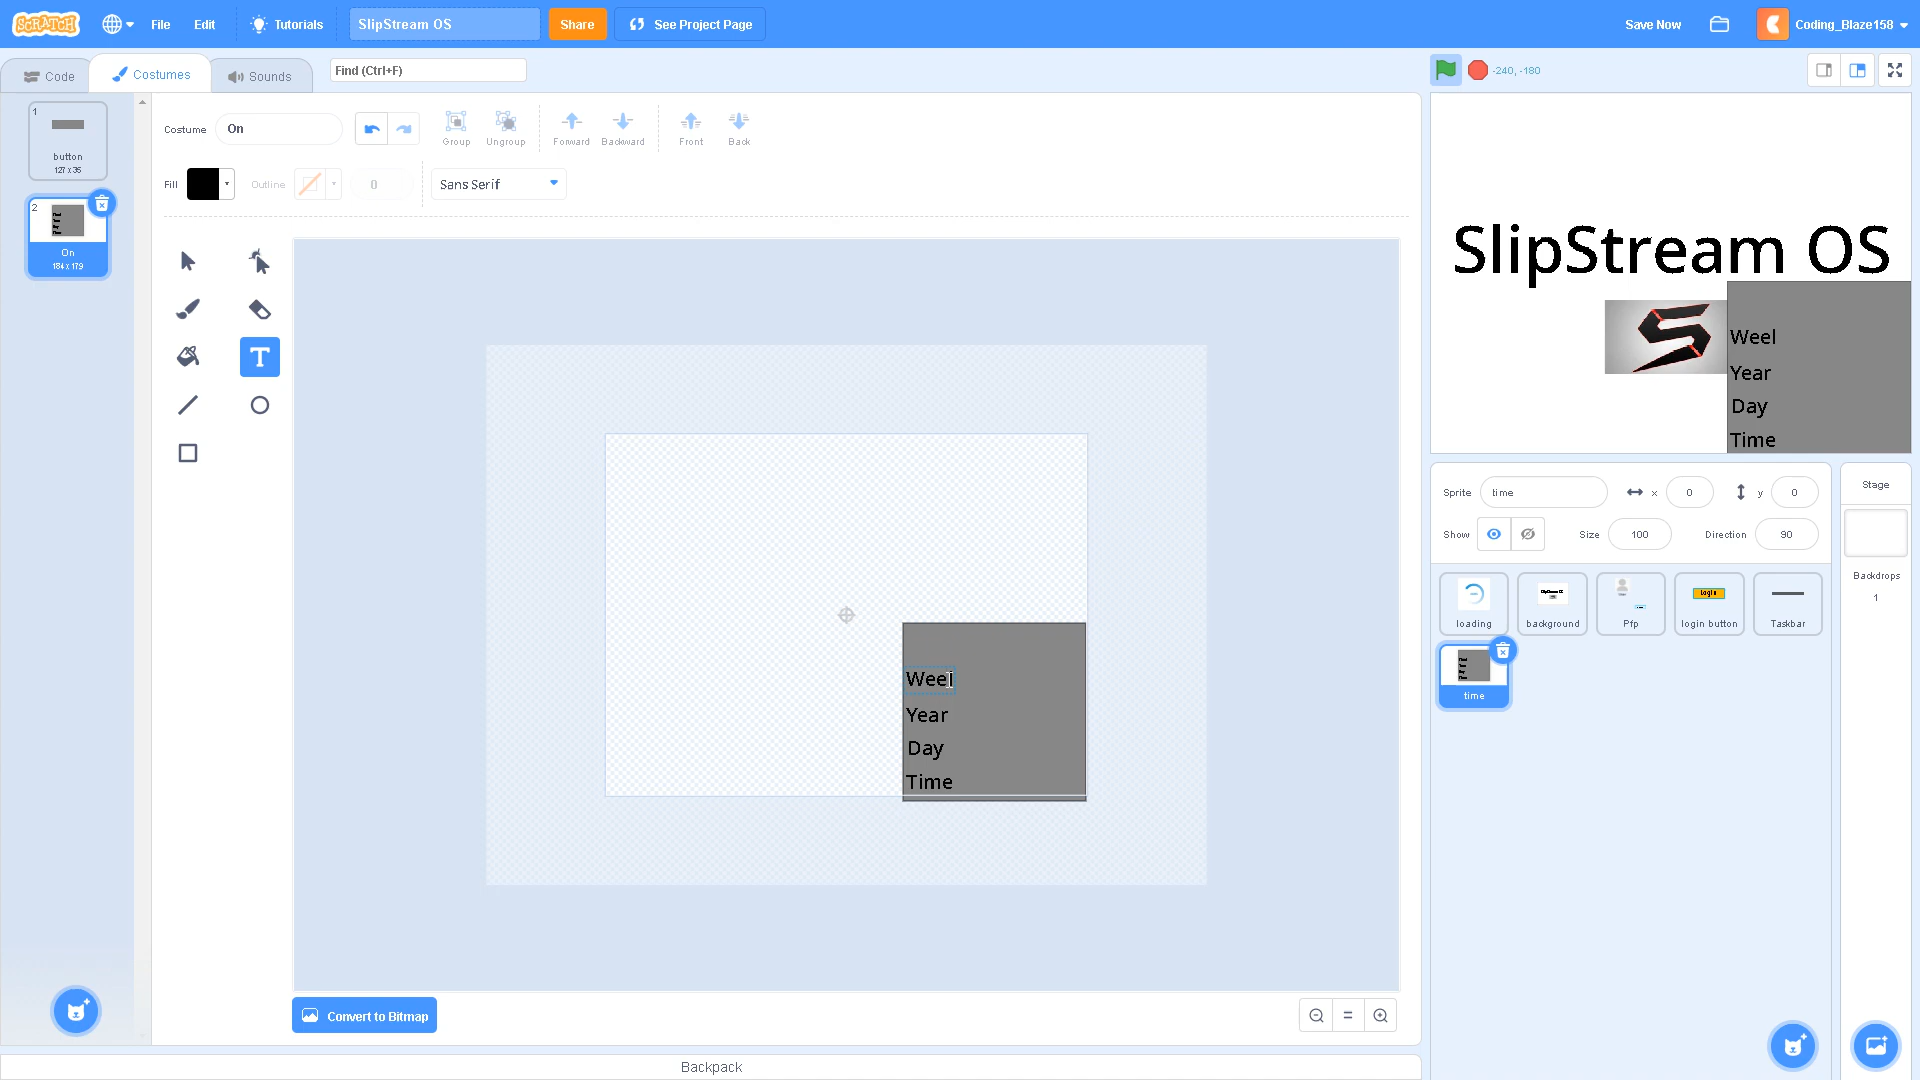 SCRATCH
File
Edit
Tutorials
SlipStream OS
Share
See Project Page
Save Now
Coding_Blaze158
Code
Costumes
Sounds
Find (Ctrl+F)
-240, -180
1
button
127 x 35
2
On
184 x 179
Costume
On
Group
Ungroup
Forward
Backward
Front
Back
Fill
Outline
0
Sans Serif
T
Weel
Year
Day
Time
Convert to Bitmap
Backpack
SlipStream OS
Weel
Year
Day
Time
Sprite
time
x
0
y
0
Show
Size
100
Direction
90
loading
background
Pfp
login button
Taskbar
time
Stage
Backdrops
1